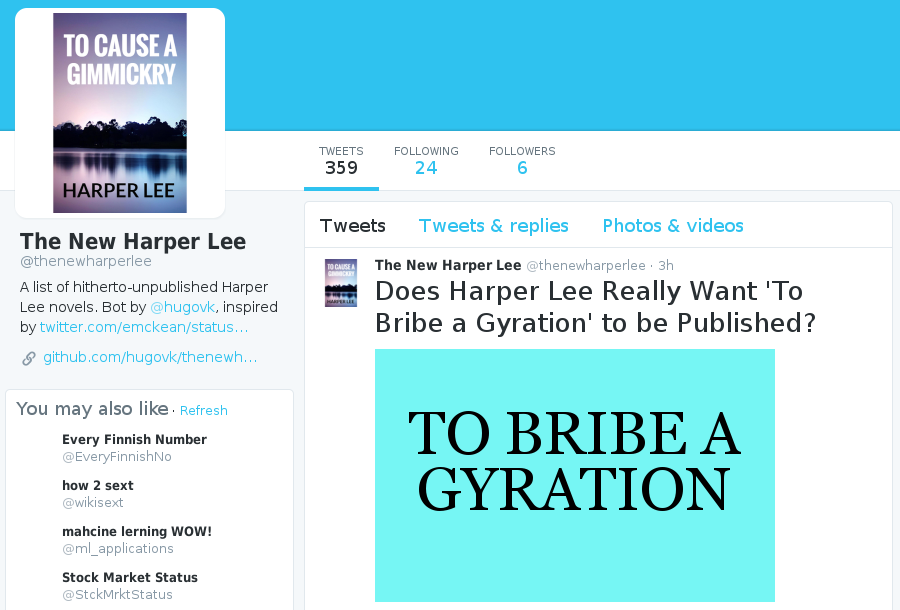 TO CAUSE A
GIMMICKRY
HARPER LEE
TWEETS
359
FOLLOWING
24
FOLLOWERS
6
The New Harper Lee
@thenewharperlee
A list of hitherto-unpublished Harper
Lee novels. Bot by @hugovk, inspired
by twitter.com/emckean/status…
github.com/hugovk/thenewh…
You may also like · Refresh
Every Finnish Number
@EveryFinnishNo
how 2 sext
@wikisext
mahcine lerning WOW!
@ml_applications
Stock Market Status
@StckMrktStatus
Tweets
Tweets & replies
Photos & videos
TO CAUSE A
GIMMICKRY
HARPER LEE
The New Harper Lee @thenewharperlee · 3h
Does Harper Lee Really Want 'To
Bribe a Gyration' to be Published?
TO BRIBE A
GYRATION